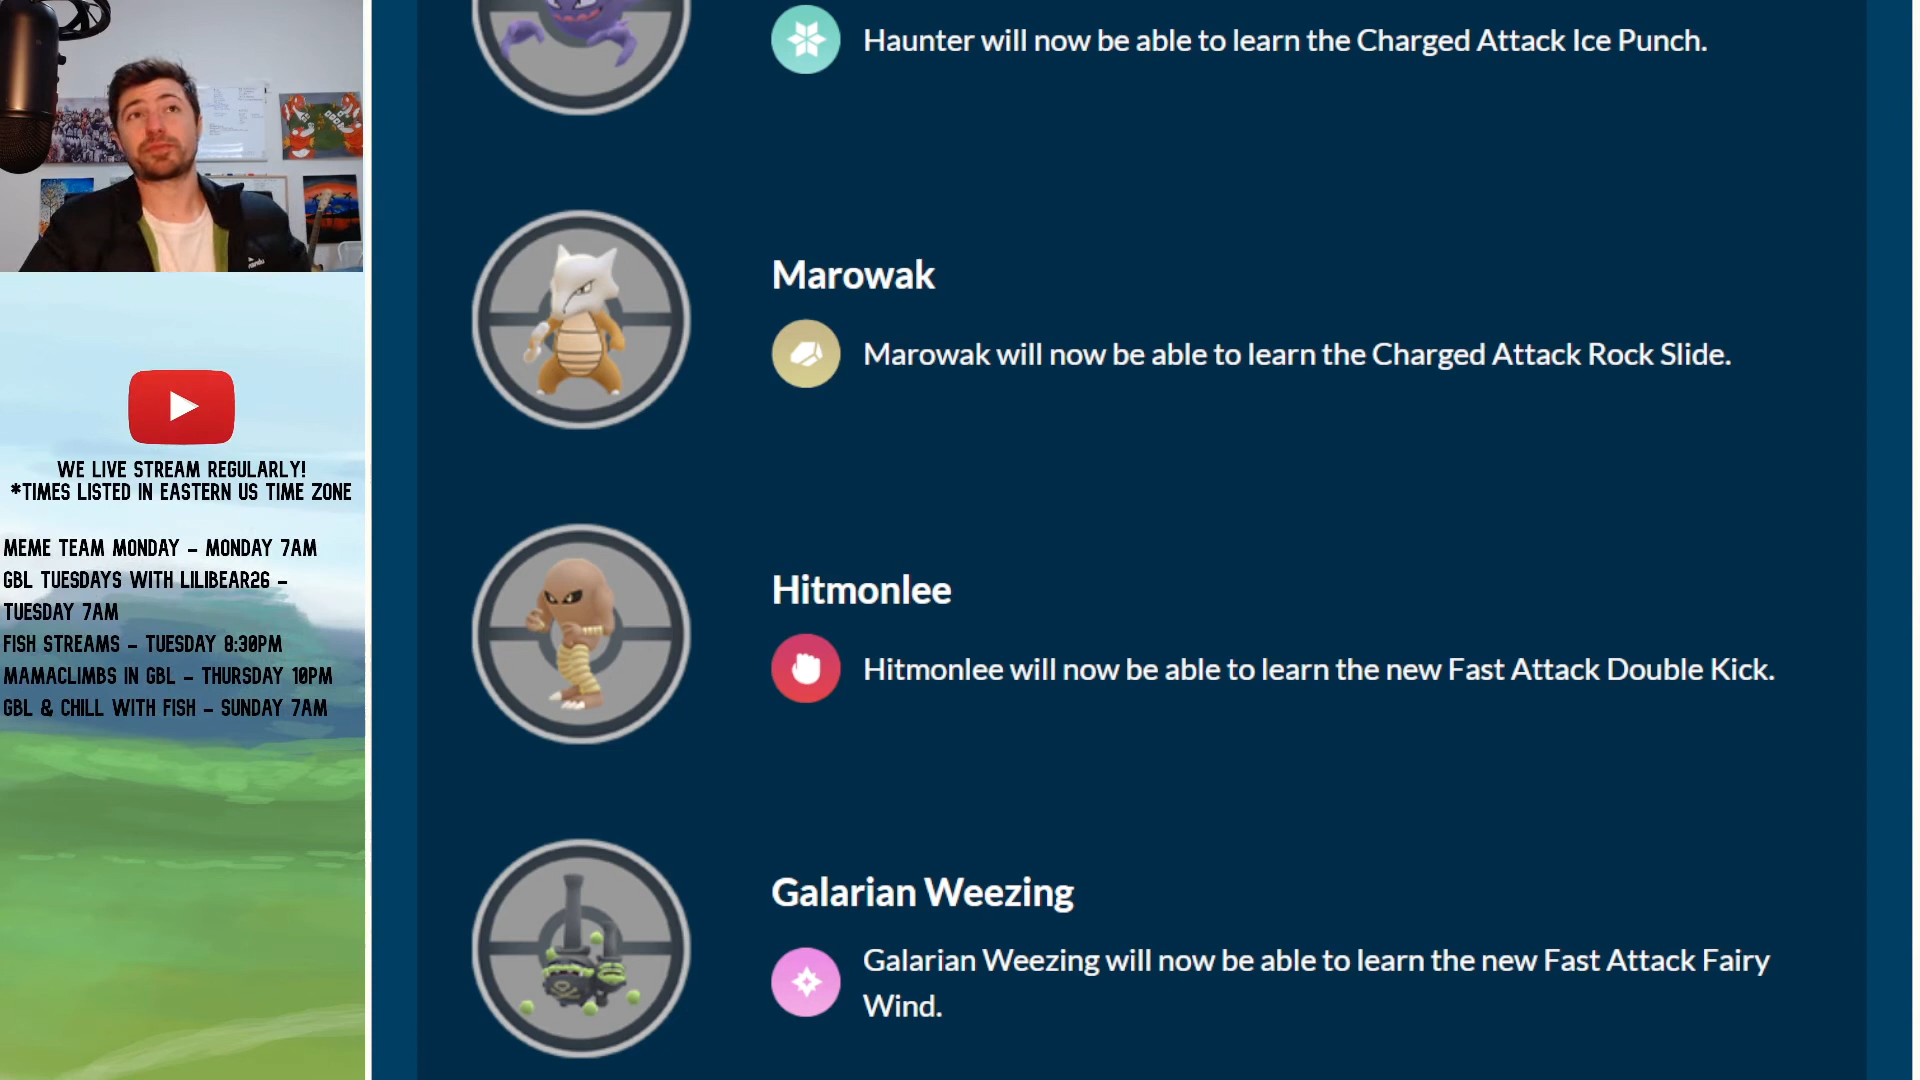 WE LIVE STREAM REGULARLY!
*TIMES LISTED IN EASTERN US TIME ZONE
MEME TEAM MONDAY - MONDAY 7AM
GBL TUESDAYS WITH LILIBEAR26 -
TUESDAY 7AM
FISH STREAMS - TUESDAY 8:30PM
MAMACLIMBS IN GBL - THURSDAY 10PM
GBL & CHILL WITH FISH - SUNDAY 7AM
Haunter will now be able to learn the Charged Attack Ice Punch.
Marowak
Marowak will now be able to learn the Charged Attack Rock Slide.
Hitmonlee
Hitmonlee will now be able to learn the new Fast Attack Double Kick.
Galarian Weezing
Galarian Weezing will now be able to learn the new Fast Attack Fairy
Wind.